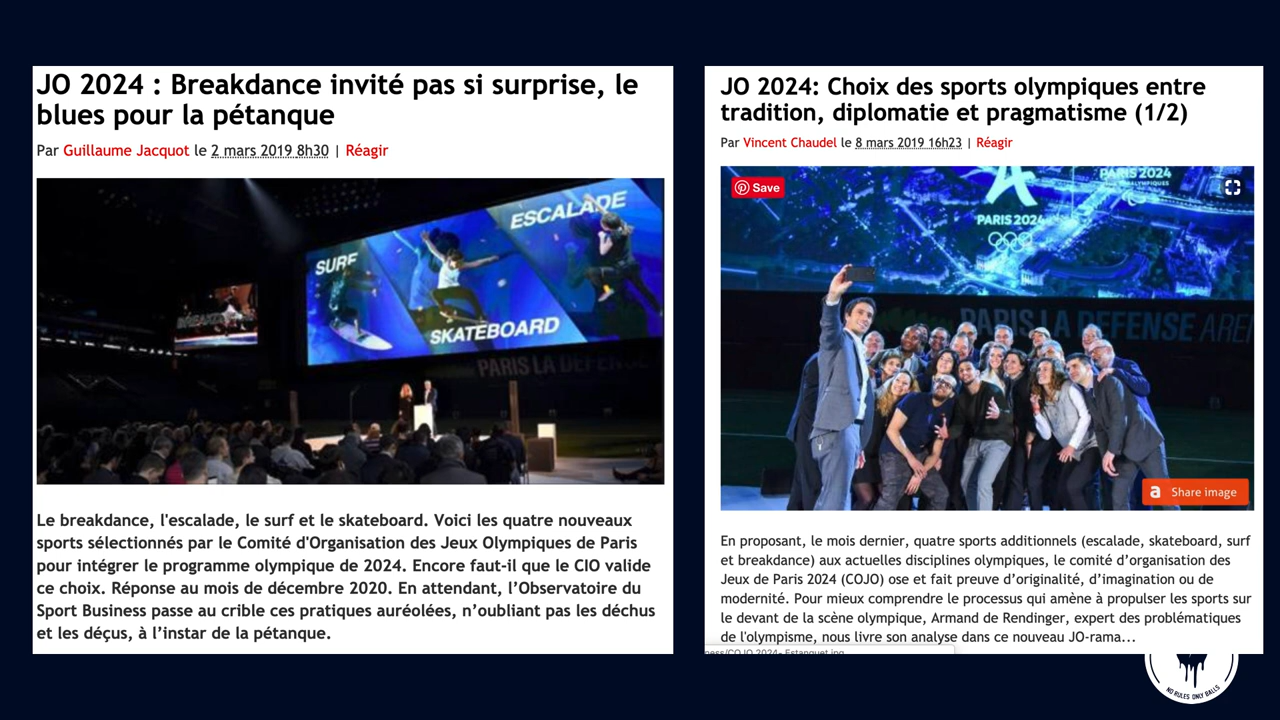 JO 2024 : Breakdance invité pas si surprise, le
blues pour la pétanque
Par Guillaume Jacquot le 2 mars 2019 8h30 | Réagir
SURF
SKATEBOARD
ESCALADE
PARIS LA DEFENSE
Le breakdance, l'escalade, le surf et le skateboard. Voici les quatre nouveaux
sports sélectionnés par le Comité d'Organisation des Jeux Olympiques de Paris
pour intégrer le programme olympique de 2024. Encore faut-il que le CIO valide
ce choix. Réponse au mois de décembre 2020. En attendant, l’Observatoire du
Sport Business passe au crible ces pratiques auréolées, n’oubliant pas les déchus
et les déçus, à l’instar de la pétanque.
JO 2024: Choix des sports olympiques entre
tradition, diplomatie et pragmatisme (1/2)
Par Vincent Chaudel le 8 mars 2019 16h23 | Réagir
Save
PARIS 2024
PARIS 2024
PARIS LA DEFENSE ARE
a Share image
En proposant, le mois dernier, quatre sports additionnels (escalade, skateboard, surf
et breakdance) aux actuelles disciplines olympiques, le comité d’organisation des
Jeux de Paris 2024 (COJO) ose et fait preuve d’originalité, d’imagination ou de
modernité. Pour mieux comprendre le processus qui amène à propulser les sports sur
le devant de la scène olympique, Armand de Rendinger, expert des problématiques
de l'olympisme, nous livre son analyse dans ce nouveau JO-rama...
NO RULES ONLY BALLS